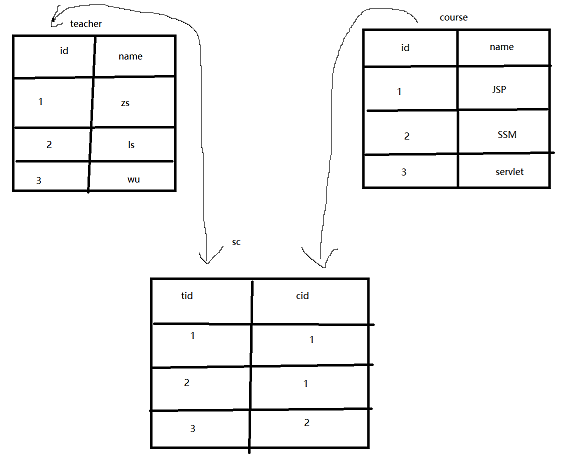 teacher
id name
1 zs
2 ls
3 wu
course
id name
1 JSP
2 SSM
3 servlet
sc
tid cid
1 1
2 1
3 2